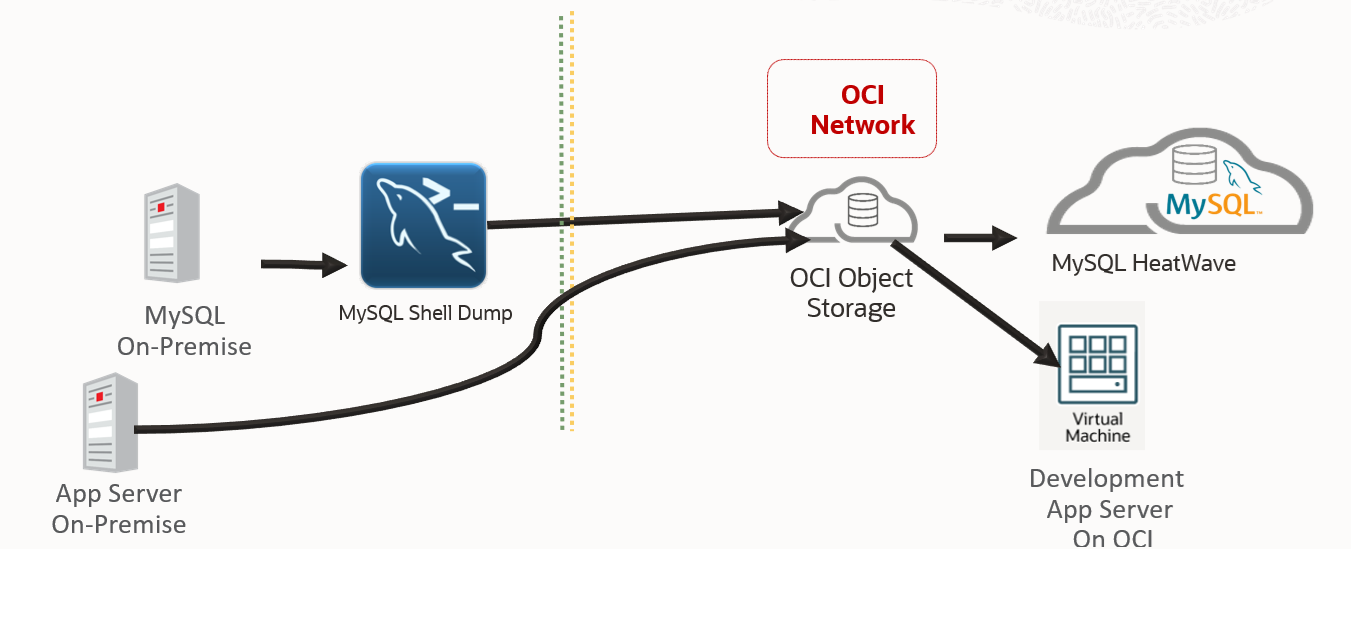 OCI
Network
MySQL
MySQL HeatWave
OCI Object
Storage
MySQL Shell Dump
MySQL
On-Premise
Virtual
Machine
App Server
On-Premise
Development
App Server
On OCI